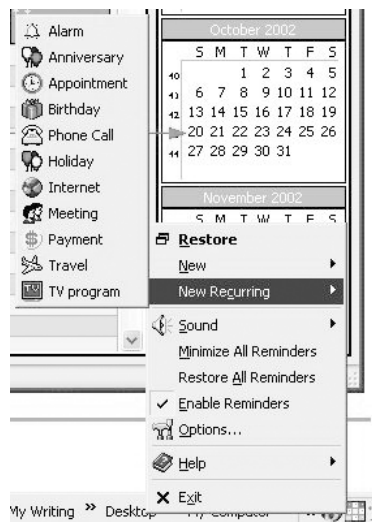 Alarm
Anniversary
Appointment
Birthday
Phone Call
Holiday
Internet
Meeting
Payment
Travel
TV program
October 2002
S M T W T F S
40 1 2 3 4 5
41 6 7 8 9 10 11 12
42 13 14 15 16 17 18 19
20 21 22 23 24 25 26
44 27 28 29 30 31
November 2002
S M T W T F S
Restore
New
New Recurring
Sound
Minimize All Reminders
Restore All Reminders
Enable Reminders
Options...
Help
Exit
My Writing » Desktop